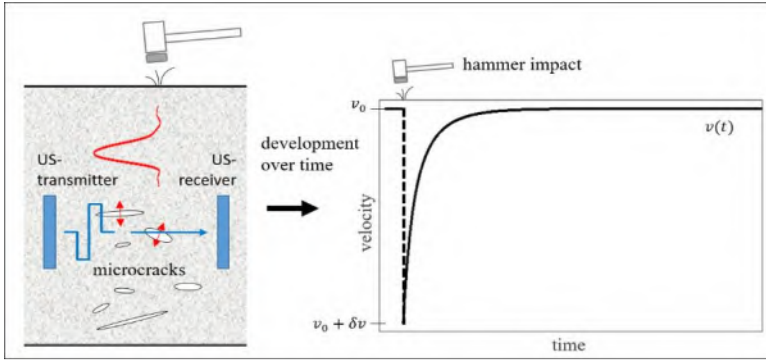 US-
transmitter
US-
receiver
microcracks
development
over time
hammer impact
v₀
v(t)
velocity
v₀ + δv
time